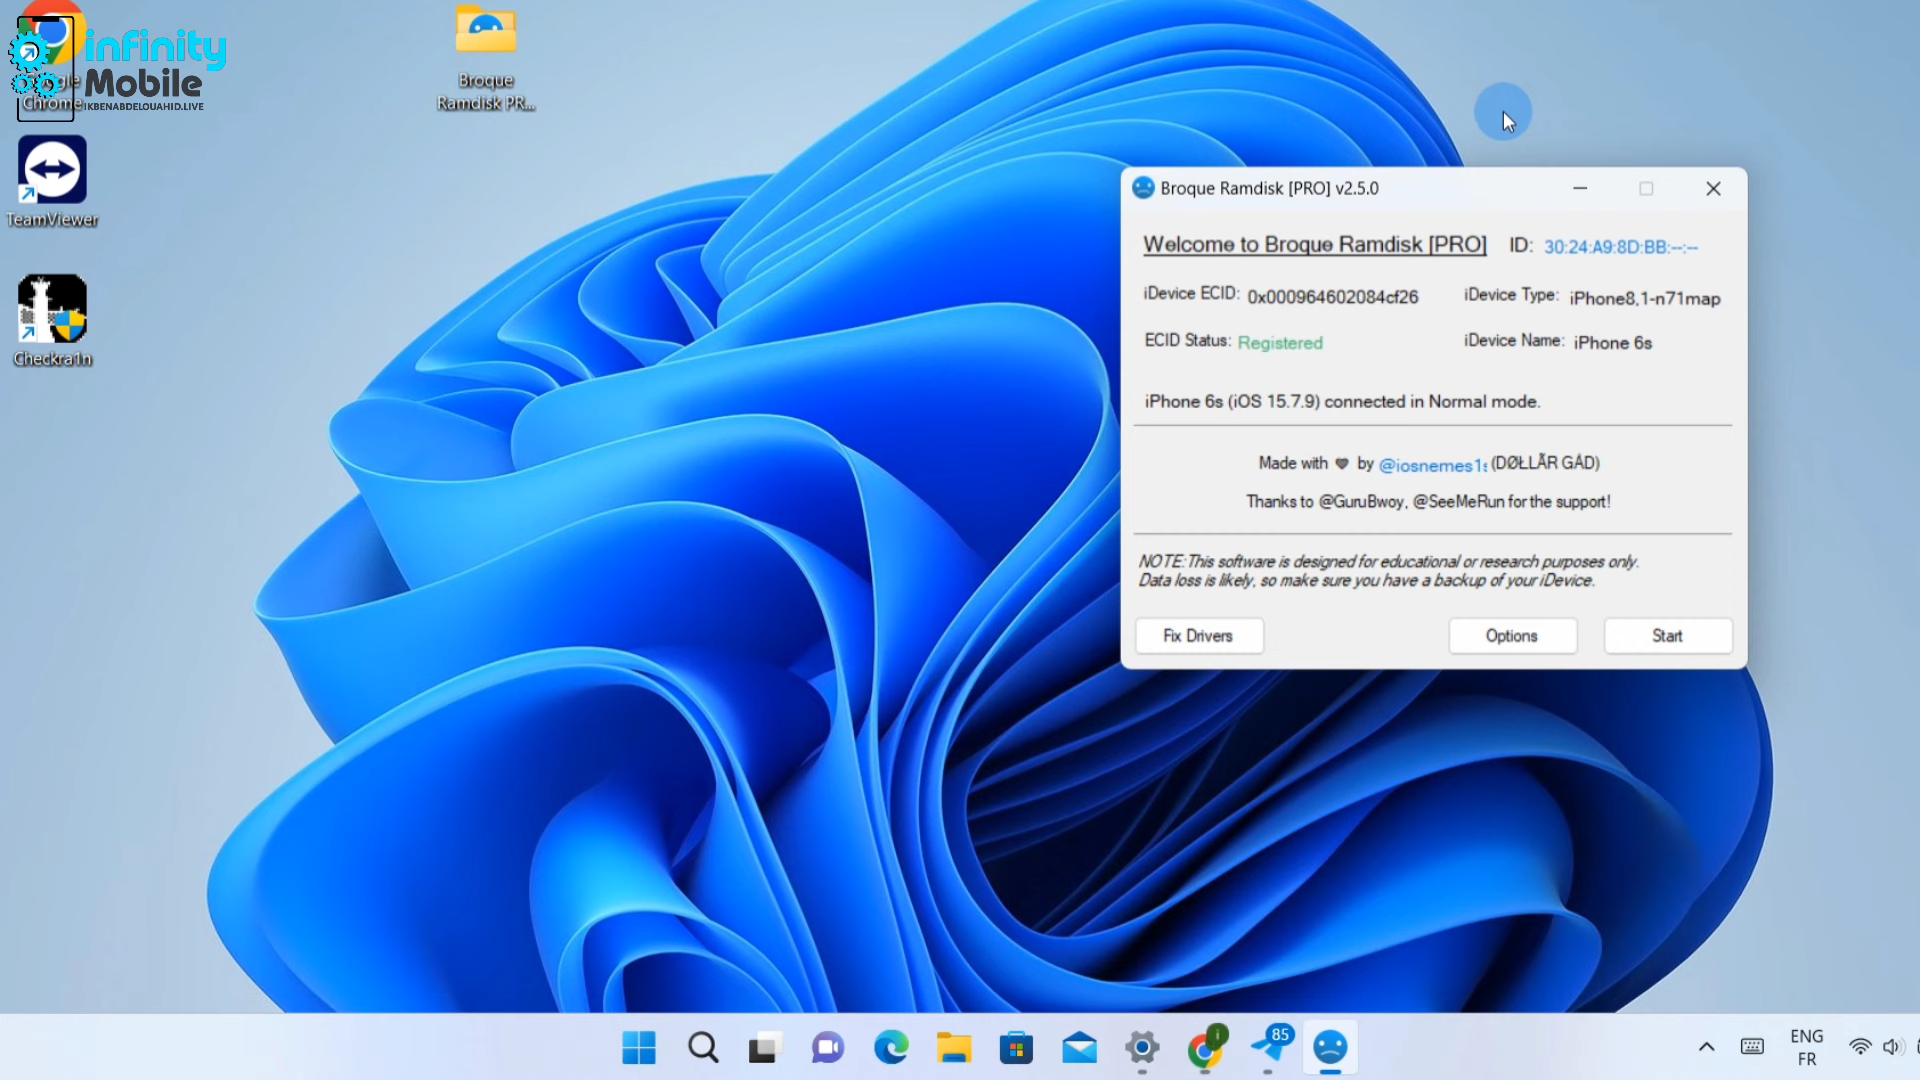 infinity
Mobile
IKBENABDELOUAHID.LIVE
Chrome
Broque
Ramdisk PR...
TeamViewer
Checkra1n
Broque Ramdisk [PRO] v2.5.0
Welcome to Broque Ramdisk [PRO] ID: 30:24:A9:8D:BB:--:--
iDevice ECID: 0x000964602084cf26 iDevice Type: iPhone8,1-n71map
ECID Status: Registered iDevice Name: iPhone 6s
iPhone 6s (iOS 15.7.9) connected in Normal mode.
Made with ♥ by @iosnemes1s (DØŁLÃR GÅD)
Thanks to @GuruBwoy, @SeeMeRun for the support!
NOTE:This software is designed for educational or research purposes only.
Data loss is likely, so make sure you have a backup of your iDevice.
Fix Drivers Options Start
85
ENG
FR